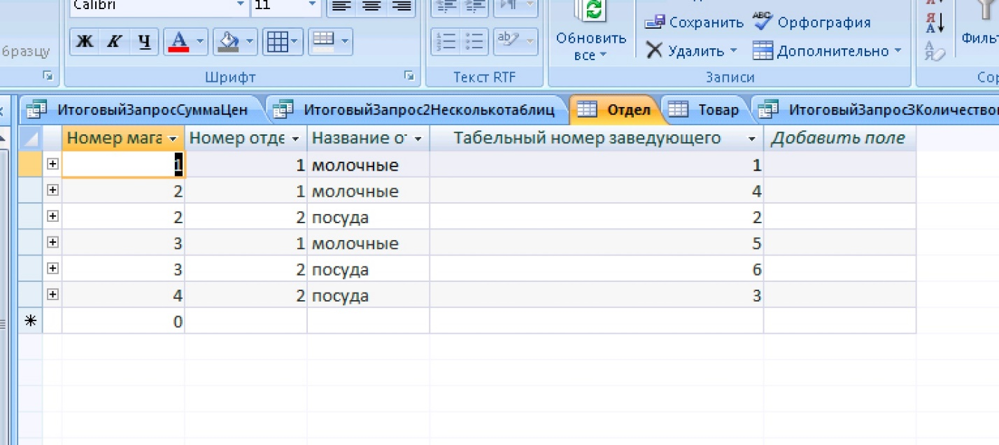 Calibri 11
Сохранить Орфография
Ж К Ч А Обновить
бразцу все Удалить Дополнительно
Шрифт Текст RTF Записи
ИтоговыйЗапросСуммаЦен ИтоговыйЗапрос2Несколькотаблиц Отдел Товар ИтоговыйЗапрос3Количество
Номер мага Номер отде Название о Табельный номер заведующего Добавить поле
1 1 молочные 1
2 1 молочные 4
2 2 посуда 2
3 1 молочные 5
3 2 посуда 6
4 2 посуда 3
0